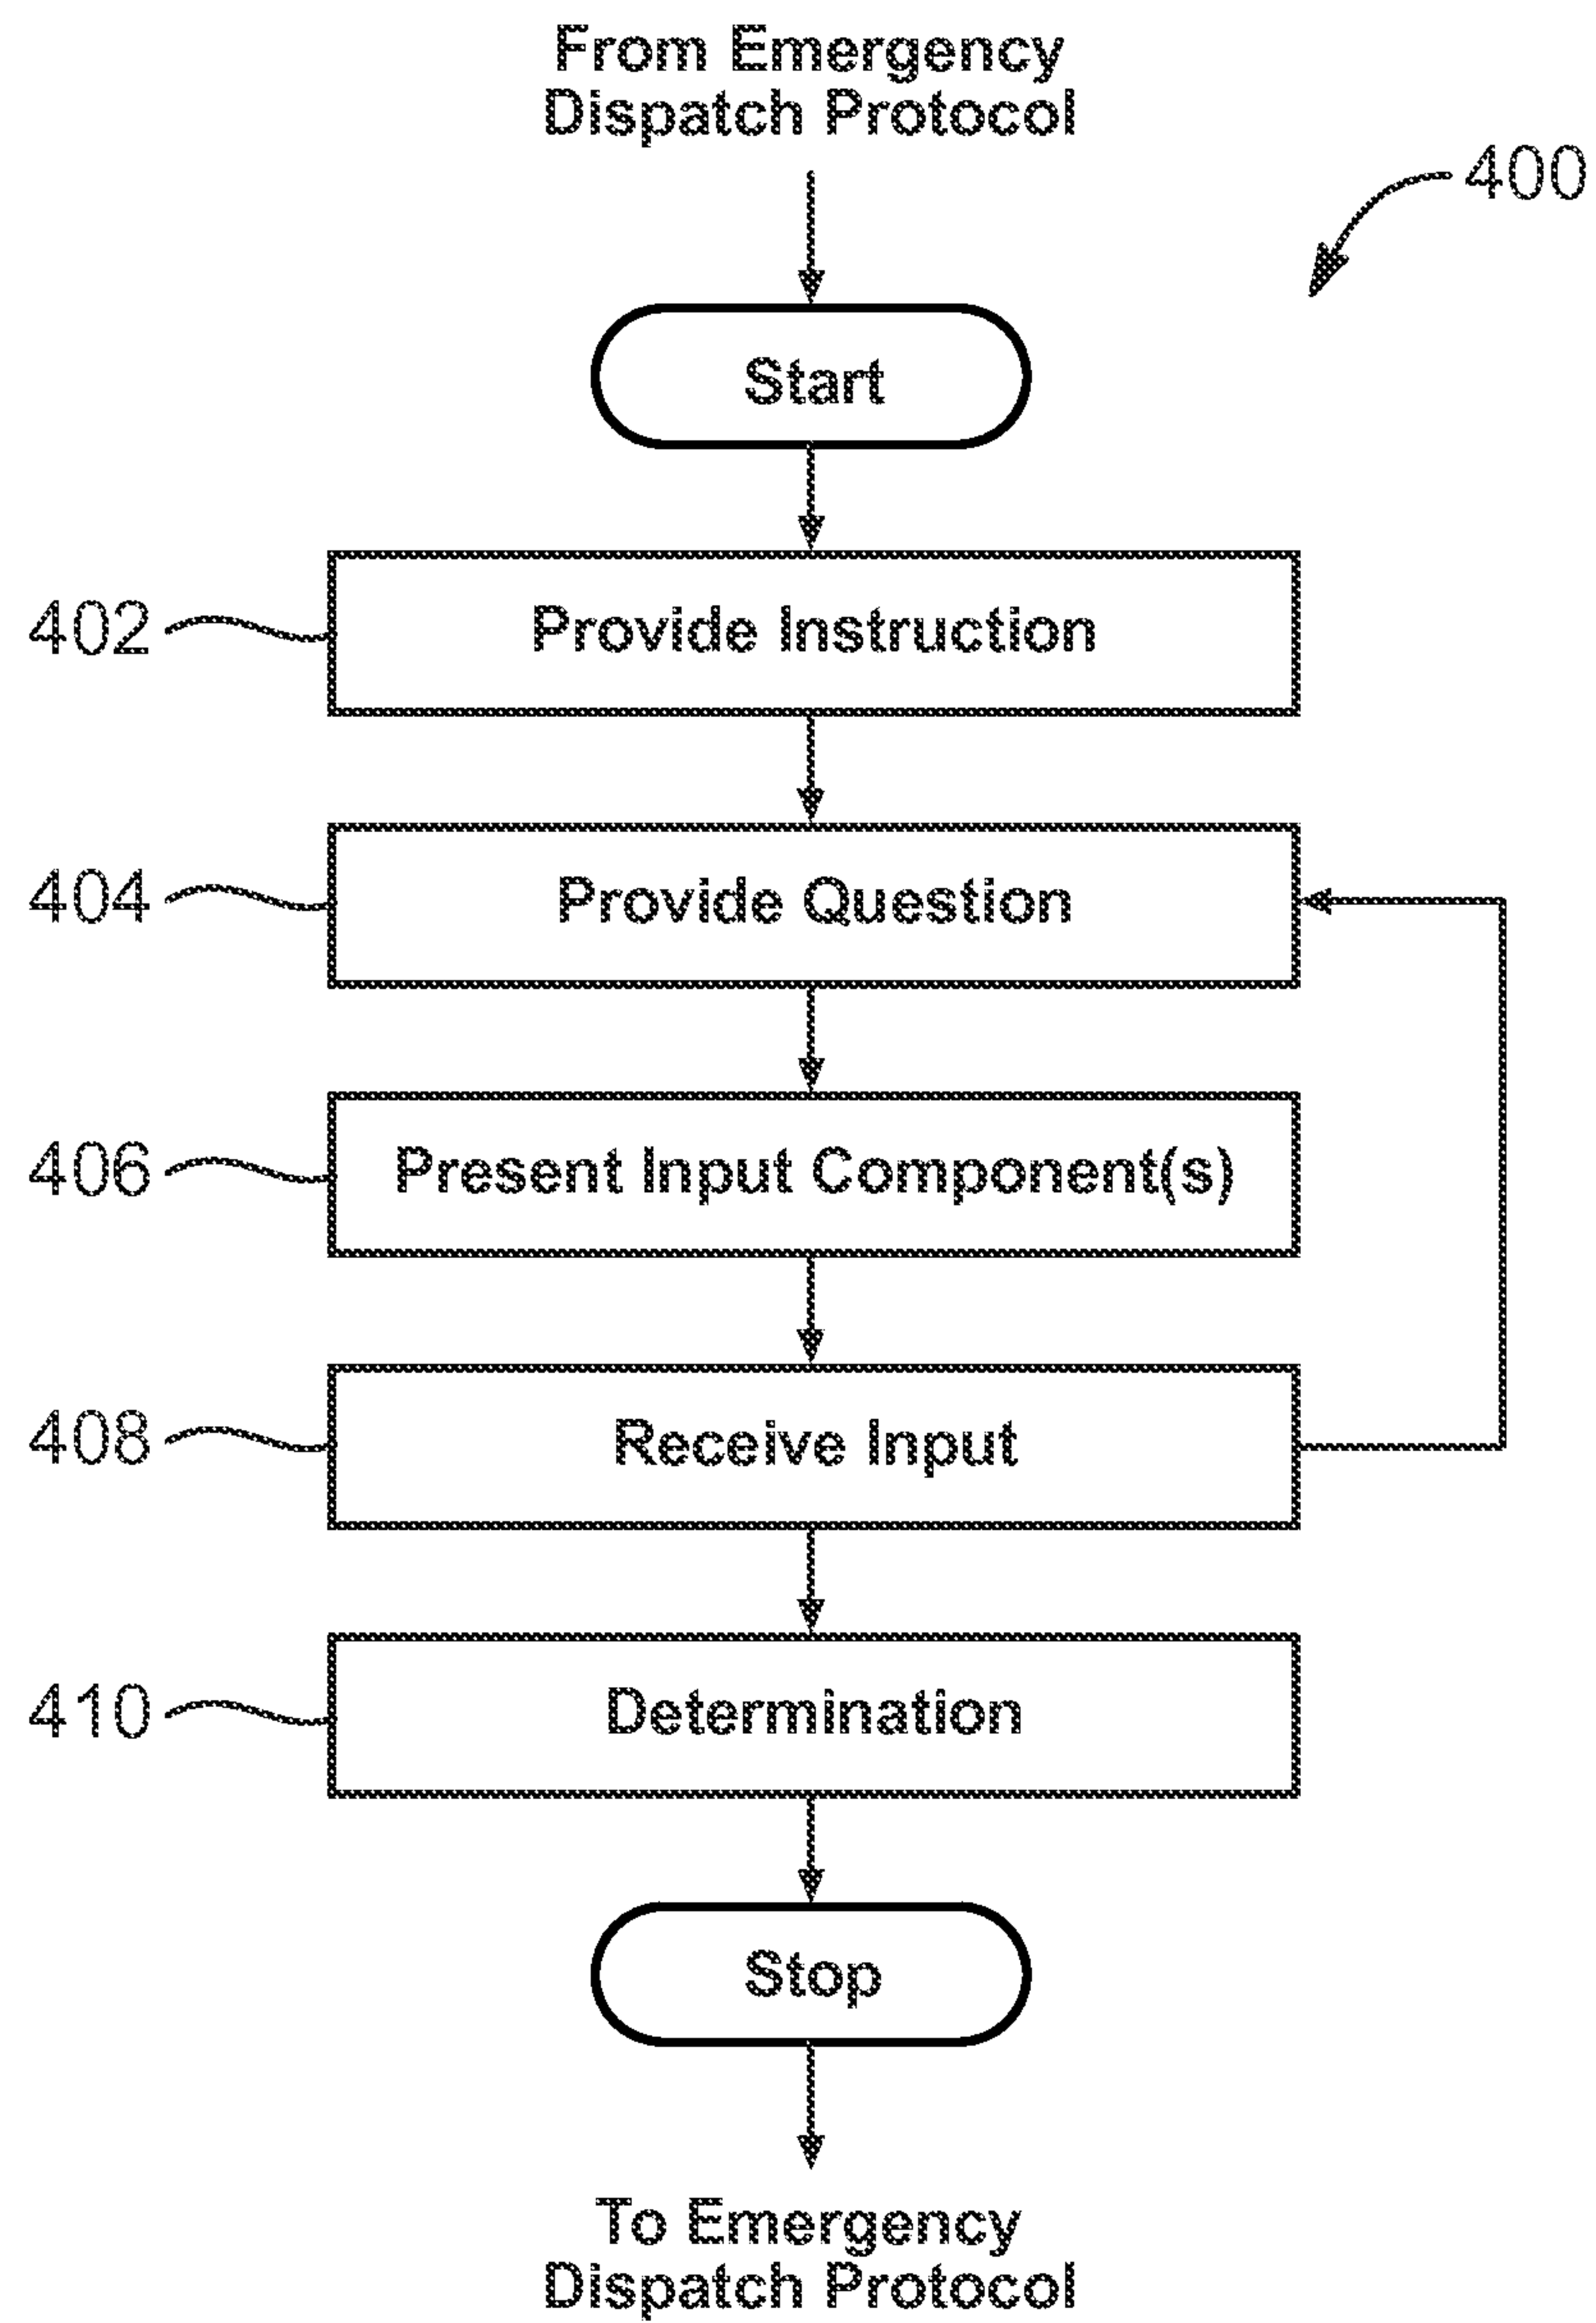 From Emergency
Dispatch Protocol
400
Start
402
Provide Instruction
404
Provide Question
406
Present Input Component(s)
408
Receive Input
410
Determination
Stop
To Emergency
Dispatch Protocol